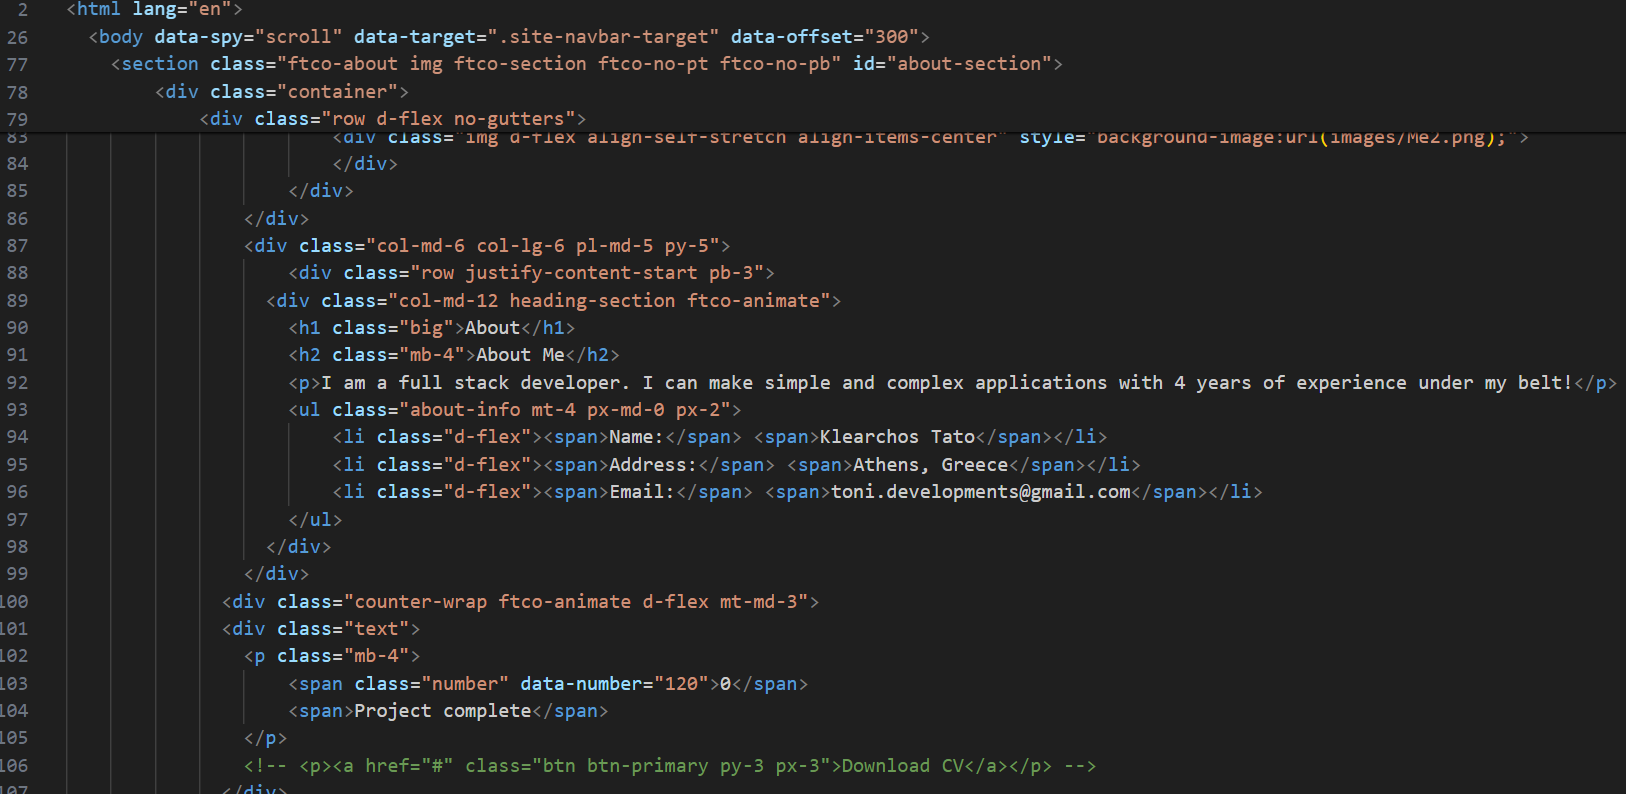 2 <html lang="en">
26 <body data-spy="scroll" data-target=".site-navbar-target" data-offset="300">
77 <section class="ftco-about img ftco-section ftco-no-pt ftco-no-pb" id="about-section">
78 <div class="container">
79 <div class="row d-flex no-gutters">
83 <div class="img d-flex align-self-stretch align-items-center" style="background-image:url(images/Me2.png);">
84 </div>
85 </div>
86 </div>
87 <div class="col-md-6 col-lg-6 pl-md-5 py-5">
88 <div class="row justify-content-start pb-3">
89 <div class="col-md-12 heading-section ftco-animate">
90 <h1 class="big">About</h1>
91 <h2 class="mb-4">About Me</h2>
92 <p>I am a full stack developer. I can make simple and complex applications with 4 years of experience under my belt!</p>
93 <ul class="about-info mt-4 px-md-0 px-2">
94 <li class="d-flex"><span>Name:</span> <span>Klearchos Tato</span></li>
95 <li class="d-flex"><span>Address:</span> <span>Athens, Greece</span></li>
96 <li class="d-flex"><span>Email:</span> <span>toni.developments@gmail.com</span></li>
97 </ul>
98 </div>
99 </div>
100 <div class="counter-wrap ftco-animate d-flex mt-md-3">
101 <div class="text">
102 <p class="mb-4">
103 <span class="number" data-number="120">0</span>
104 <span>Project complete</span>
105 </p>
106 <!-- <p><a href="#" class="btn btn-primary py-3 px-3">Download CV</a></p> -->
107 </div>